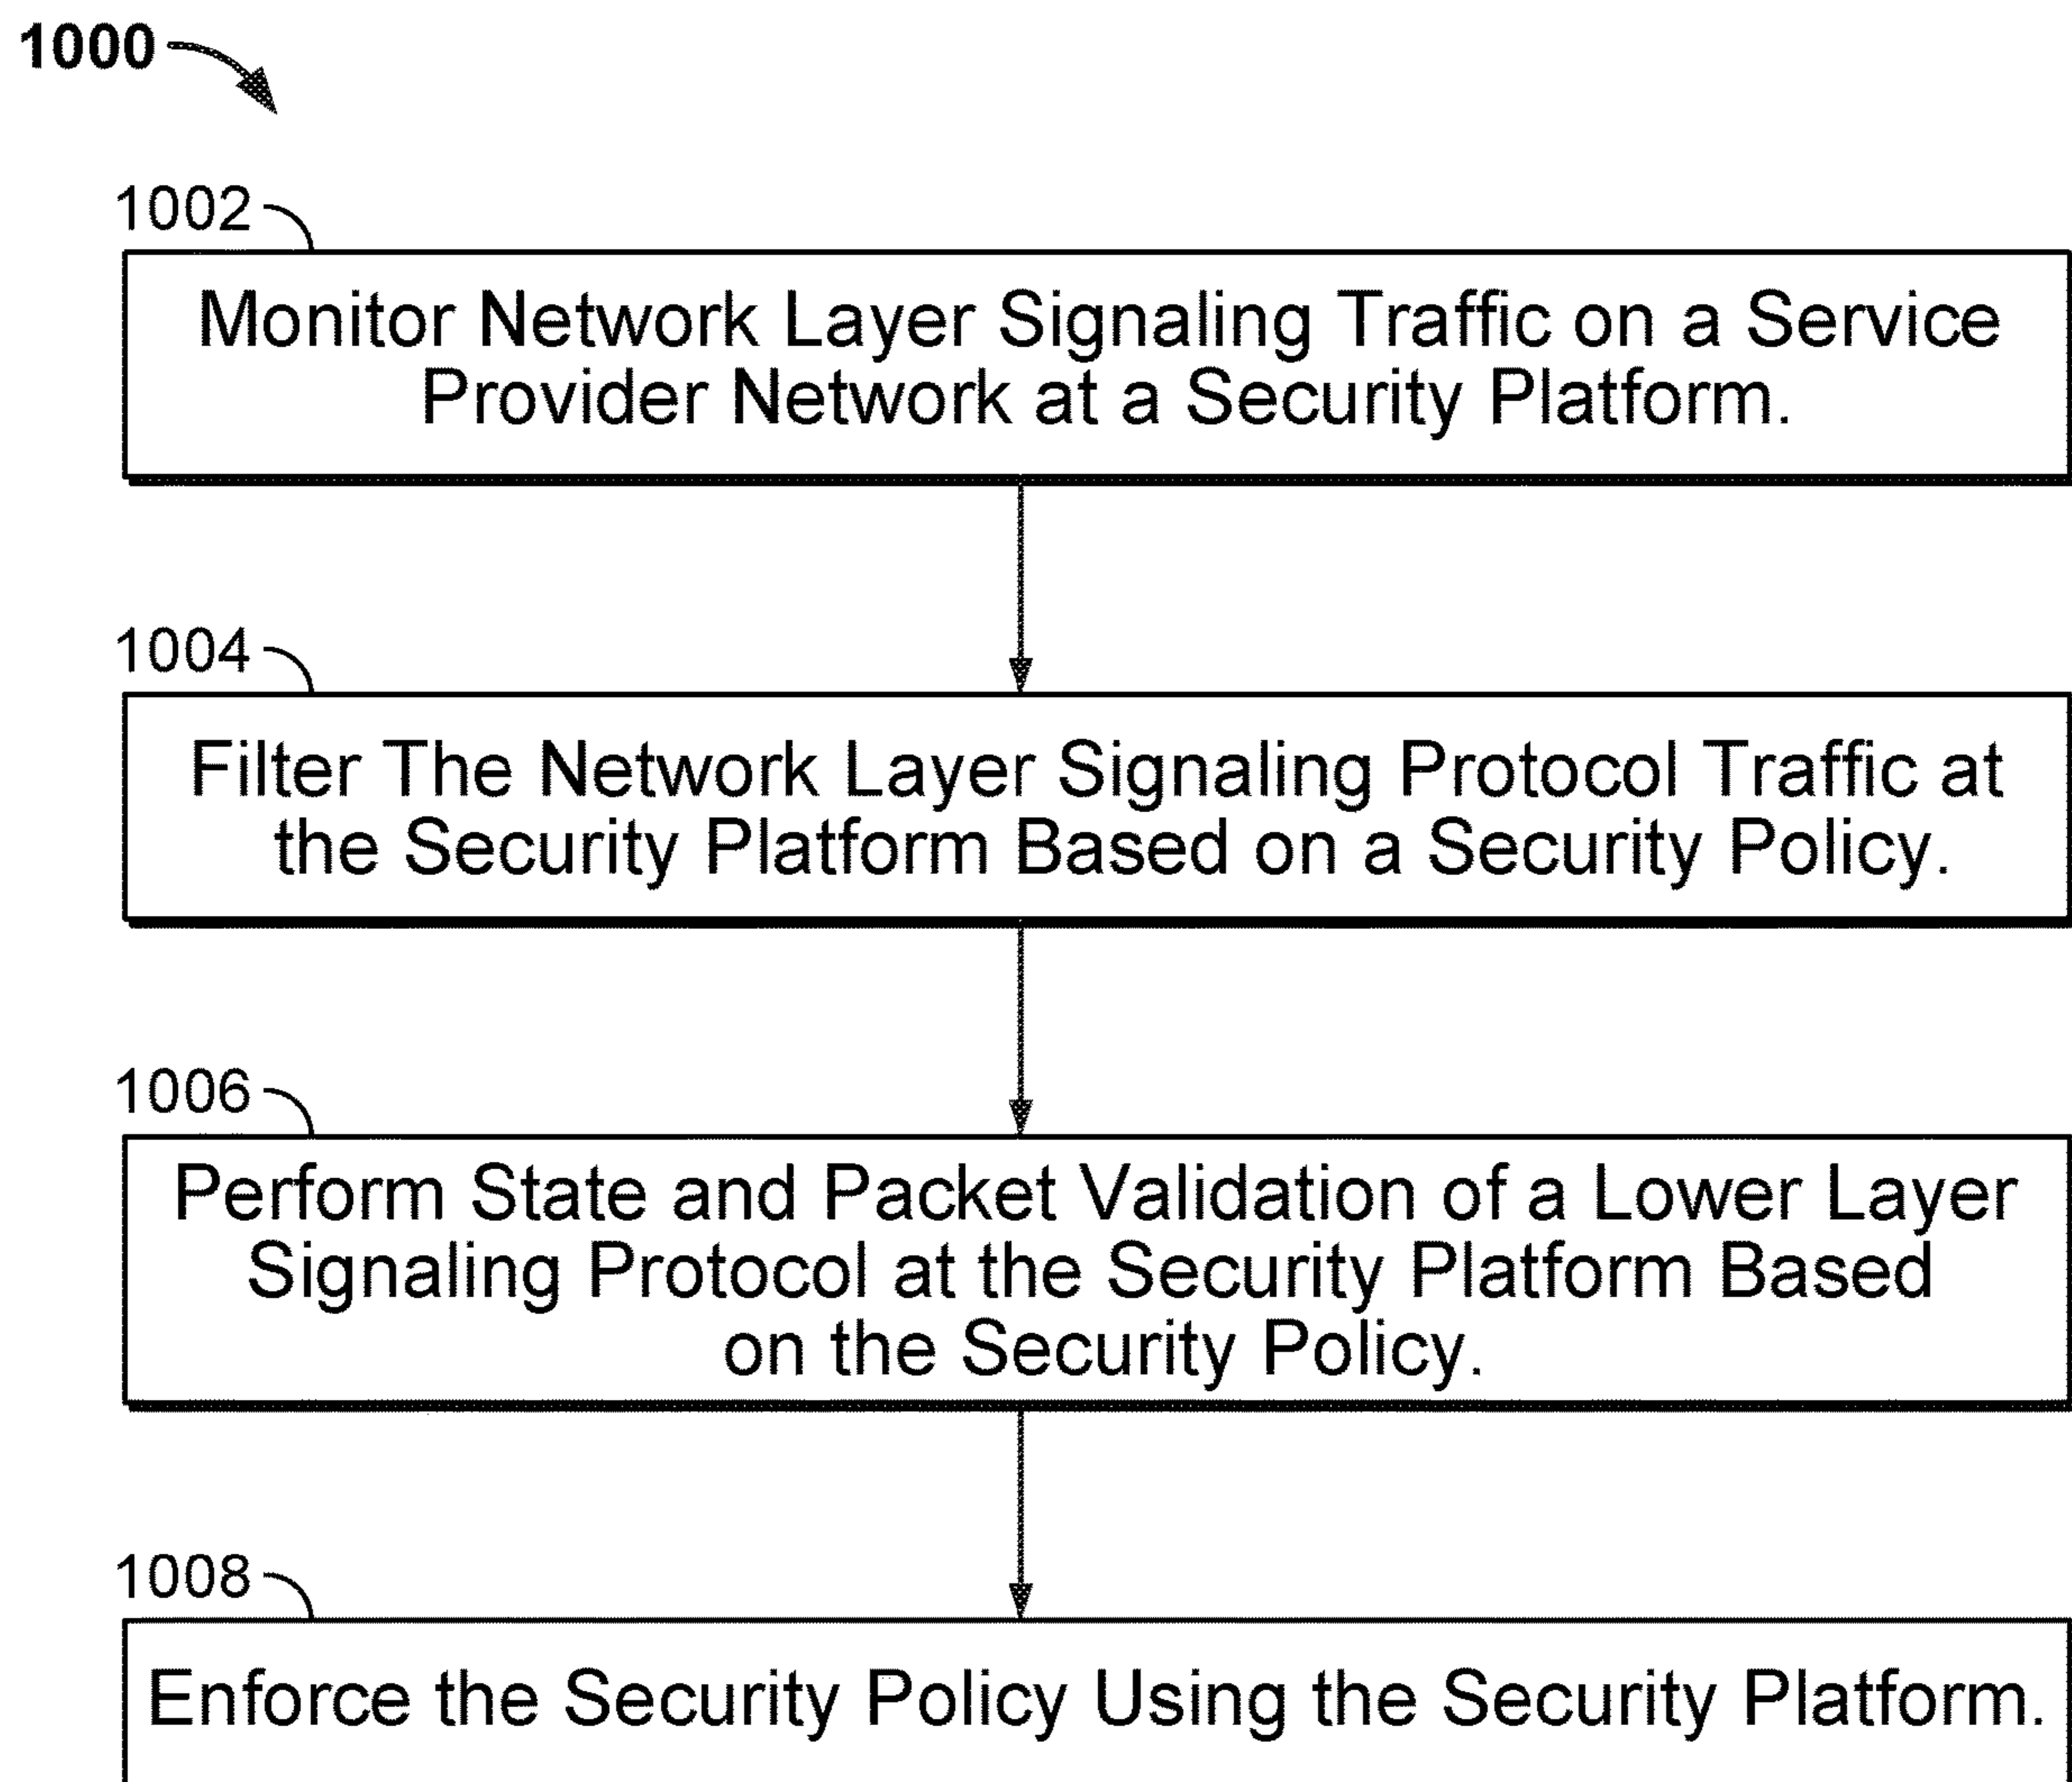 1000
1002
Monitor Network Layer Signaling Traffic on a Service
Provider Network at a Security Platform.
1004
Filter The Network Layer Signaling Protocol Traffic at
the Security Platform Based on a Security Policy.
1006
Perform State and Packet Validation of a Lower Layer
Signaling Protocol at the Security Platform Based
on the Security Policy.
1008
Enforce the Security Policy Using the Security Platform.